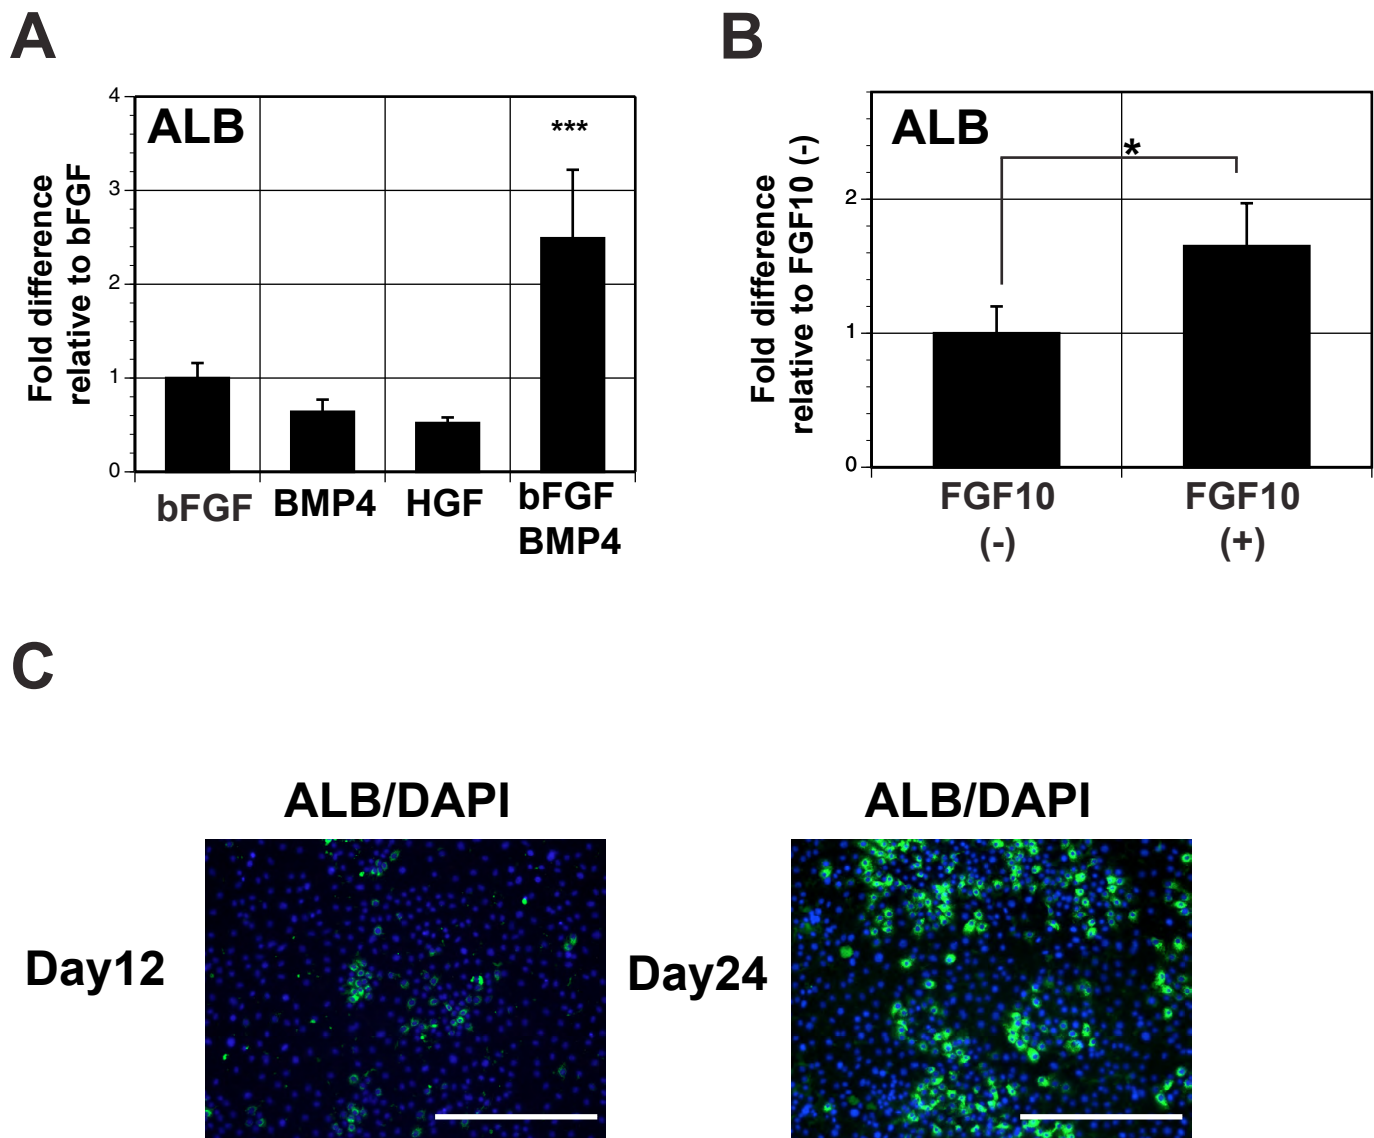 A
B
4
3
2
1
0
Fold difference
relative to bFGF
ALB
***
bFGF
BMP4
HGF
bFGF
BMP4
2
1
0
Fold difference
relative to FGF10 (-)
ALB
*
FGF10
(-)
FGF10
(+)
C
ALB/DAPI
ALB/DAPI
Day12
Day24